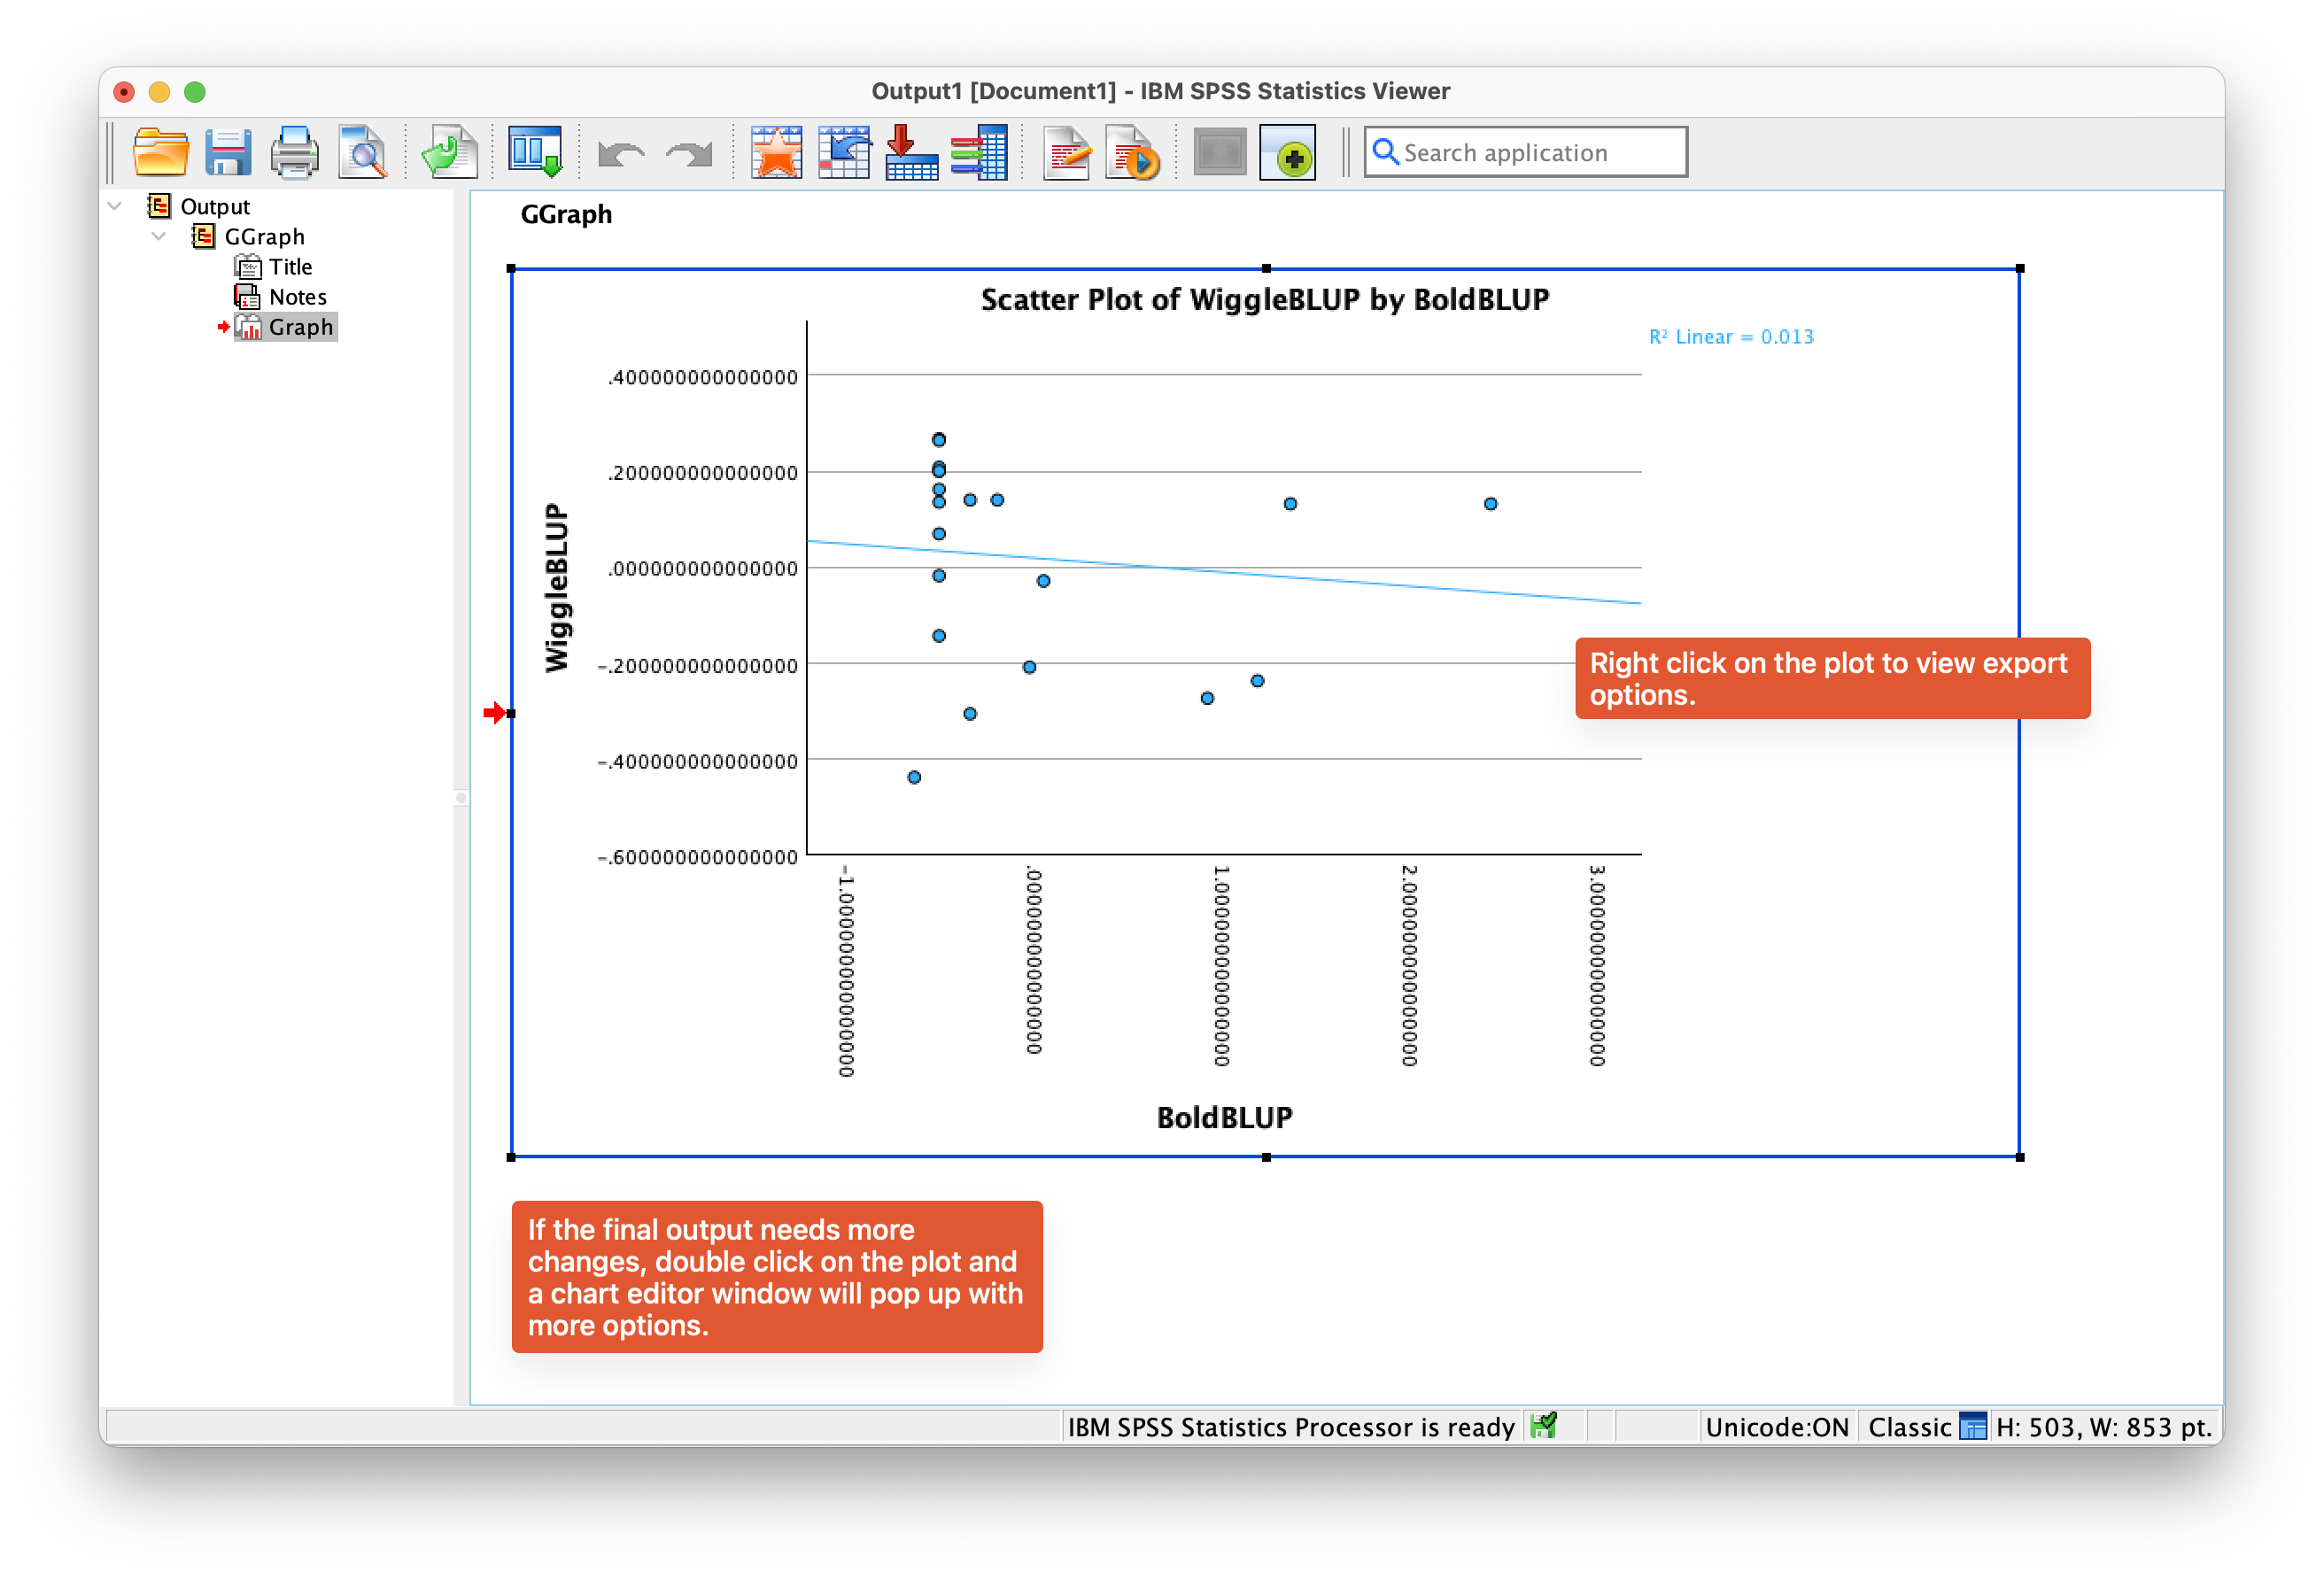 Output1 [Document1] - IBM SPSS Statistics Viewer
Search application
Output
GGraph
Title
Notes
Graph
GGraph
Scatter Plot of WiggleBLUP by BoldBLUP
R² Linear = 0.013
WiggleBLUP
.400000000000000
.200000000000000
.000000000000000
-.200000000000000
-.400000000000000
-.600000000000000
-1.000000000000000
.000000000000000
1.000000000000000
2.000000000000000
3.000000000000000
BoldBLUP
Right click on the plot to view export
options.
If the final output needs more
changes, double click on the plot and
a chart editor window will pop up with
more options.
IBM SPSS Statistics Processor is ready
Unicode:ON
Classic
H: 503, W: 853 pt.